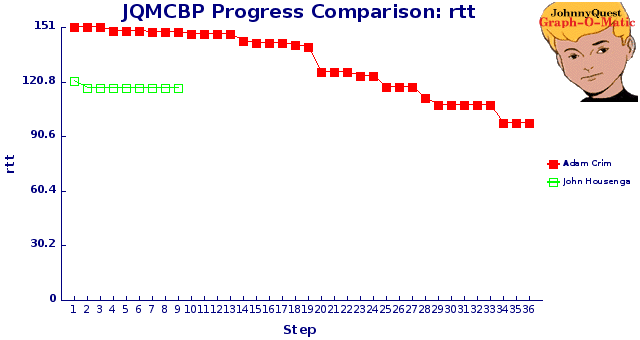 JQMCBP Progress Comparison: rtt
JohnnyQuest
Graph-O-Matic
151
120.8
90.6
60.4
30.2
0
rtt
Adam Crim
John Housenga
1 2 3 4 5 6 7 8 9 10 11 12 13 14 15 16 17 18 19 20 21 22 23 24 25 26 27 28 29 30 31 32 33 34 35 36
Step